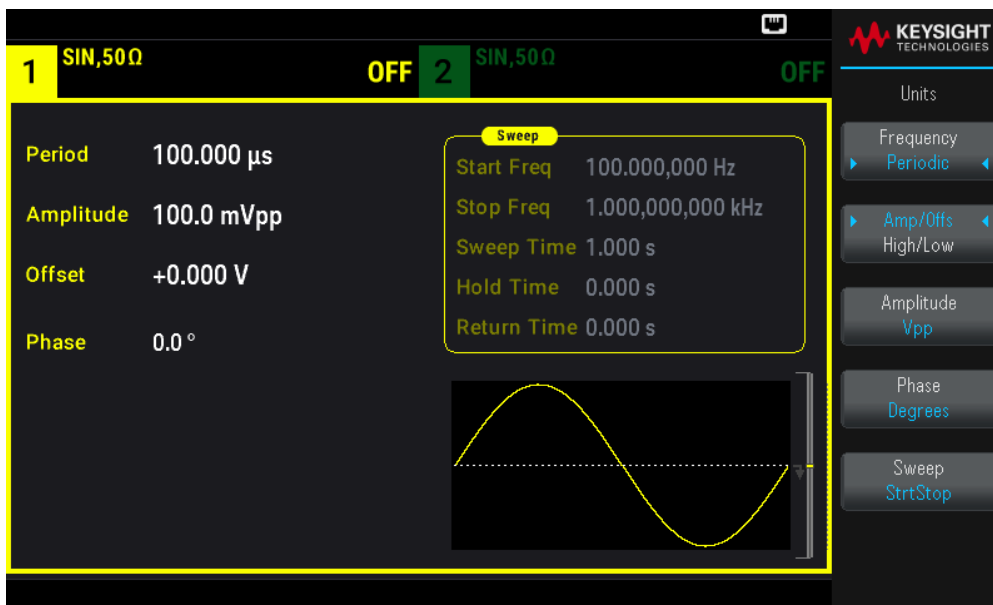 1
SIN,50Ω
OFF
2
SIN,50Ω
OFF
Period 100.000 µs
Amplitude 100.0 mVpp
Offset +0.000 V
Phase 0.0 °
Sweep
Start Freq 100.000,000 Hz
Stop Freq 1.000,000,000 kHz
Sweep Time 1.000 s
Hold Time 0.000 s
Return Time 0.000 s
KEYSIGHT
TECHNOLOGIES
Units
Frequency
Periodic
Amp/Offs
High/Low
Amplitude
Vpp
Phase
Degrees
Sweep
StrtStop